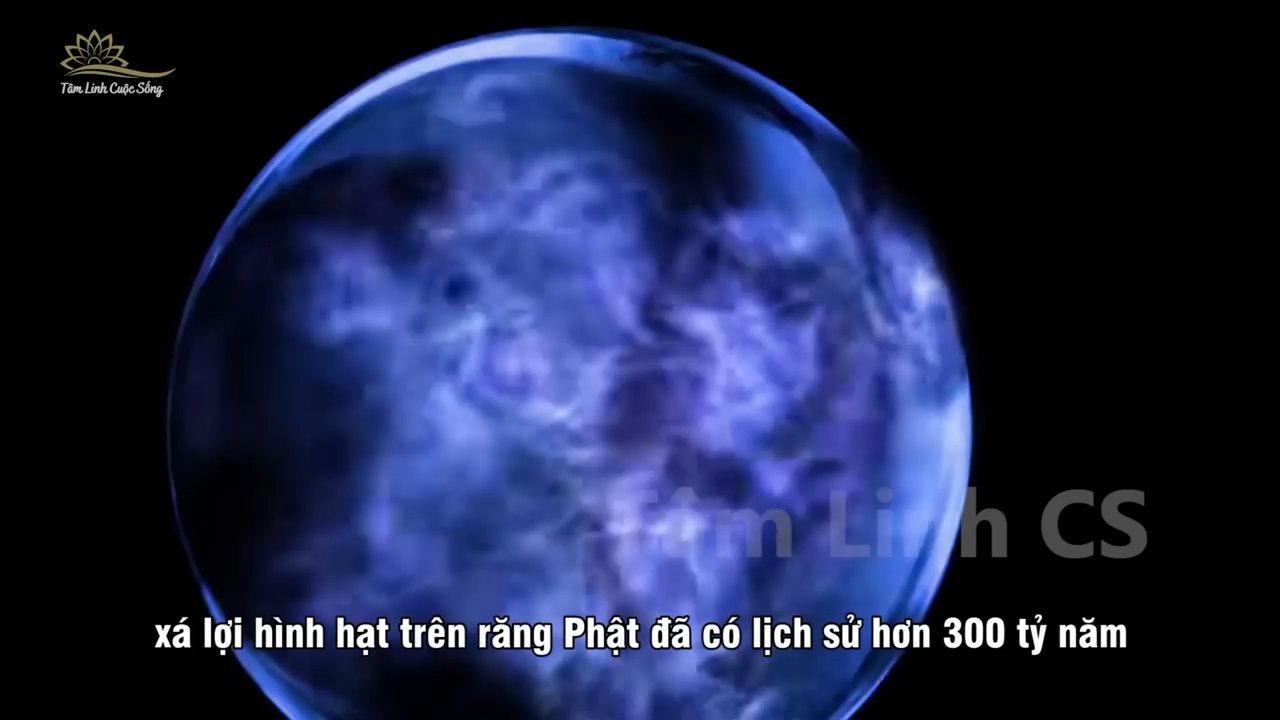 Tâm Linh Cuộc Sống
Tâm Linh CS
xá lợi hình hạt trên răng Phật đã có lịch sử hơn 300 tỷ năm